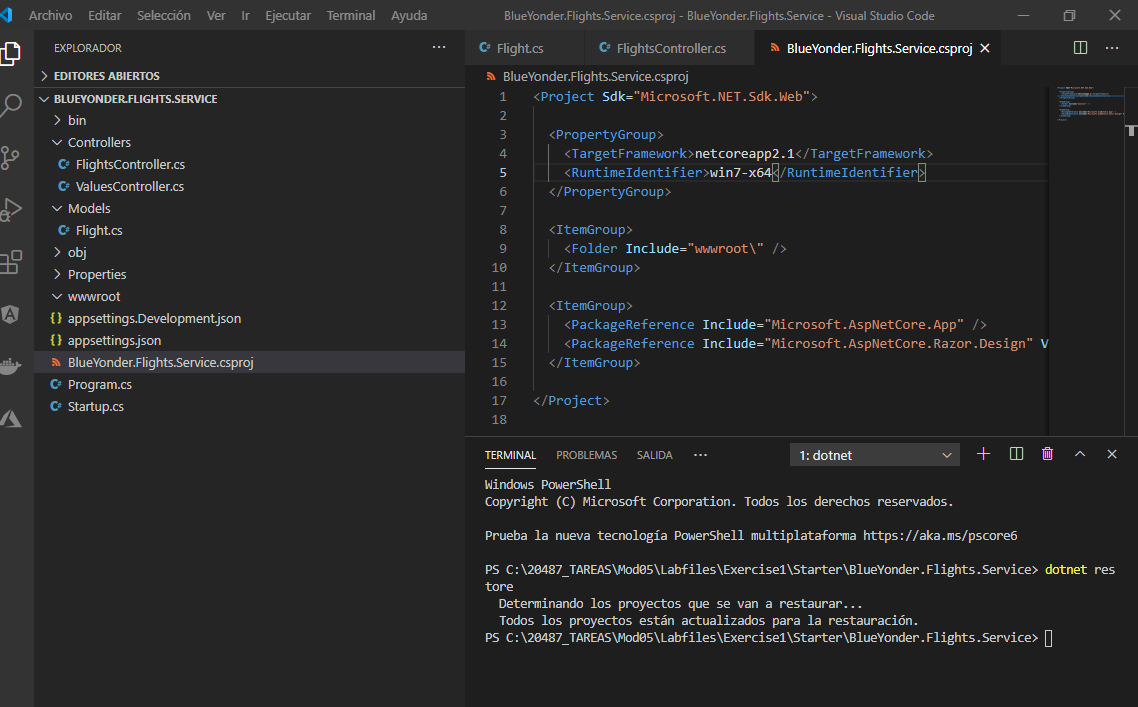 Archivo Editar Selección Ver Ir Ejecutar Terminal Ayuda BlueYonder.Flights.Service.csproj - BlueYonder.Flights.Service - Visual Studio Code
EXPLORADOR
EDITORES ABIERTOS
BLUEYONDER.FLIGHTS.SERVICE
bin
Controllers
FlightsController.cs
ValuesController.cs
Models
Flight.cs
obj
Properties
wwwroot
appsettings.Development.json
appsettings.json
BlueYonder.Flights.Service.csproj
Program.cs
Startup.cs
Flight.cs FlightsController.cs BlueYonder.Flights.Service.csproj
BlueYonder.Flights.Service.csproj
1 <Project Sdk="Microsoft.NET.Sdk.Web">
2
3 <PropertyGroup>
4 <TargetFramework>netcoreapp2.1</TargetFramework>
5 <RuntimeIdentifier>win7-x64</RuntimeIdentifier>
6 </PropertyGroup>
7
8 <ItemGroup>
9 <Folder Include="wwwroot\" />
10 </ItemGroup>
11
12 <ItemGroup>
13 <PackageReference Include="Microsoft.AspNetCore.App" />
14 <PackageReference Include="Microsoft.AspNetCore.Razor.Design" V
15 </ItemGroup>
16
17 </Project>
18
TERMINAL PROBLEMAS SALIDA 1: dotnet
Windows PowerShell
Copyright (C) Microsoft Corporation. Todos los derechos reservados.
Prueba la nueva tecnología PowerShell multiplataforma https://aka.ms/pscore6
PS C:\20487_TAREAS\Mod05\Labfiles\Exercise1\Starter\BlueYonder.Flights.Service> dotnet res
tore
Determinando los proyectos que se van a restaurar...
Todos los proyectos están actualizados para la restauración.
PS C:\20487_TAREAS\Mod05\Labfiles\Exercise1\Starter\BlueYonder.Flights.Service>